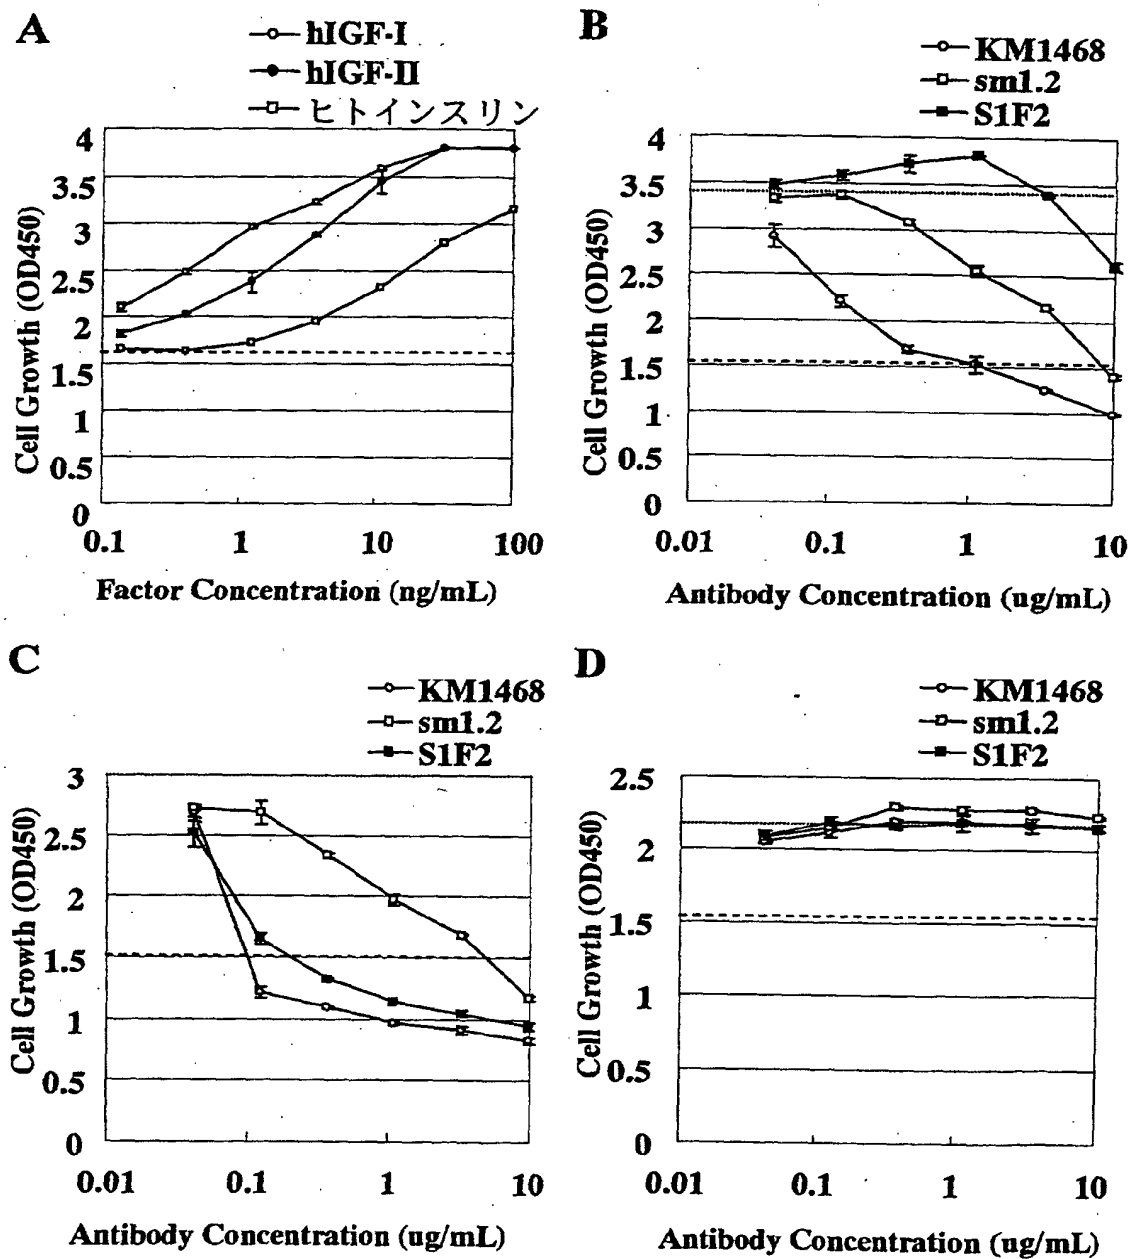 A
hIGF-I
hIGF-II
ヒトインスリン
4
3.5
3
2.5
2
1.5
1
0.5
0
0.1 1 10 100
Cell Growth (OD450)
Factor Concentration (ng/mL)
B
KM1468
sm1.2
S1F2
4
3.5
3
2.5
2
1.5
1
0.5
0
0.01 0.1 1 10
Cell Growth (OD450)
Antibody Concentration (ug/mL)
C
KM1468
sm1.2
S1F2
3
2.5
2
1.5
1
0.5
0
0.01 0.1 1 10
Cell Growth (OD450)
Antibody Concentration (ug/mL)
D
KM1468
sm1.2
S1F2
2.5
2
1.5
1
0.5
0
0.01 0.1 1 10
Cell Growth (OD450)
Antibody Concentration (ug/mL)